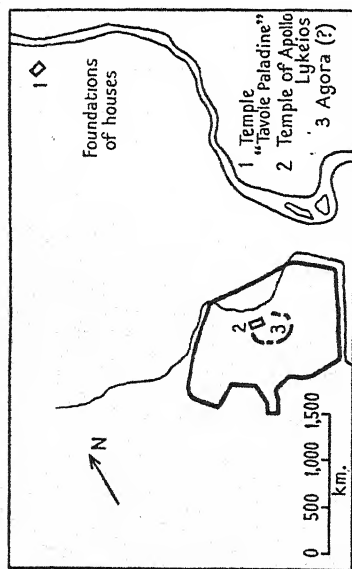 1
Foundations
of houses
1 Temple
"Tavole Paladine"
2 Temple of Apollo
Lykeios
3 Agora (?)
2
3
N
0 500 1,000 1,500
km.